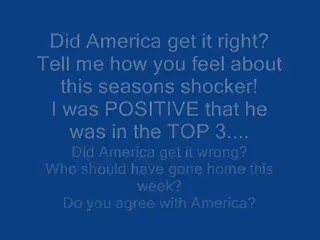 Did America get it right?
Tell me how you feel about
this seasons shocker!
I was POSITIVE that he
was in the TOP 3....
Did America get it wrong?
Who should have gone home this
week?
Do you agree with America?